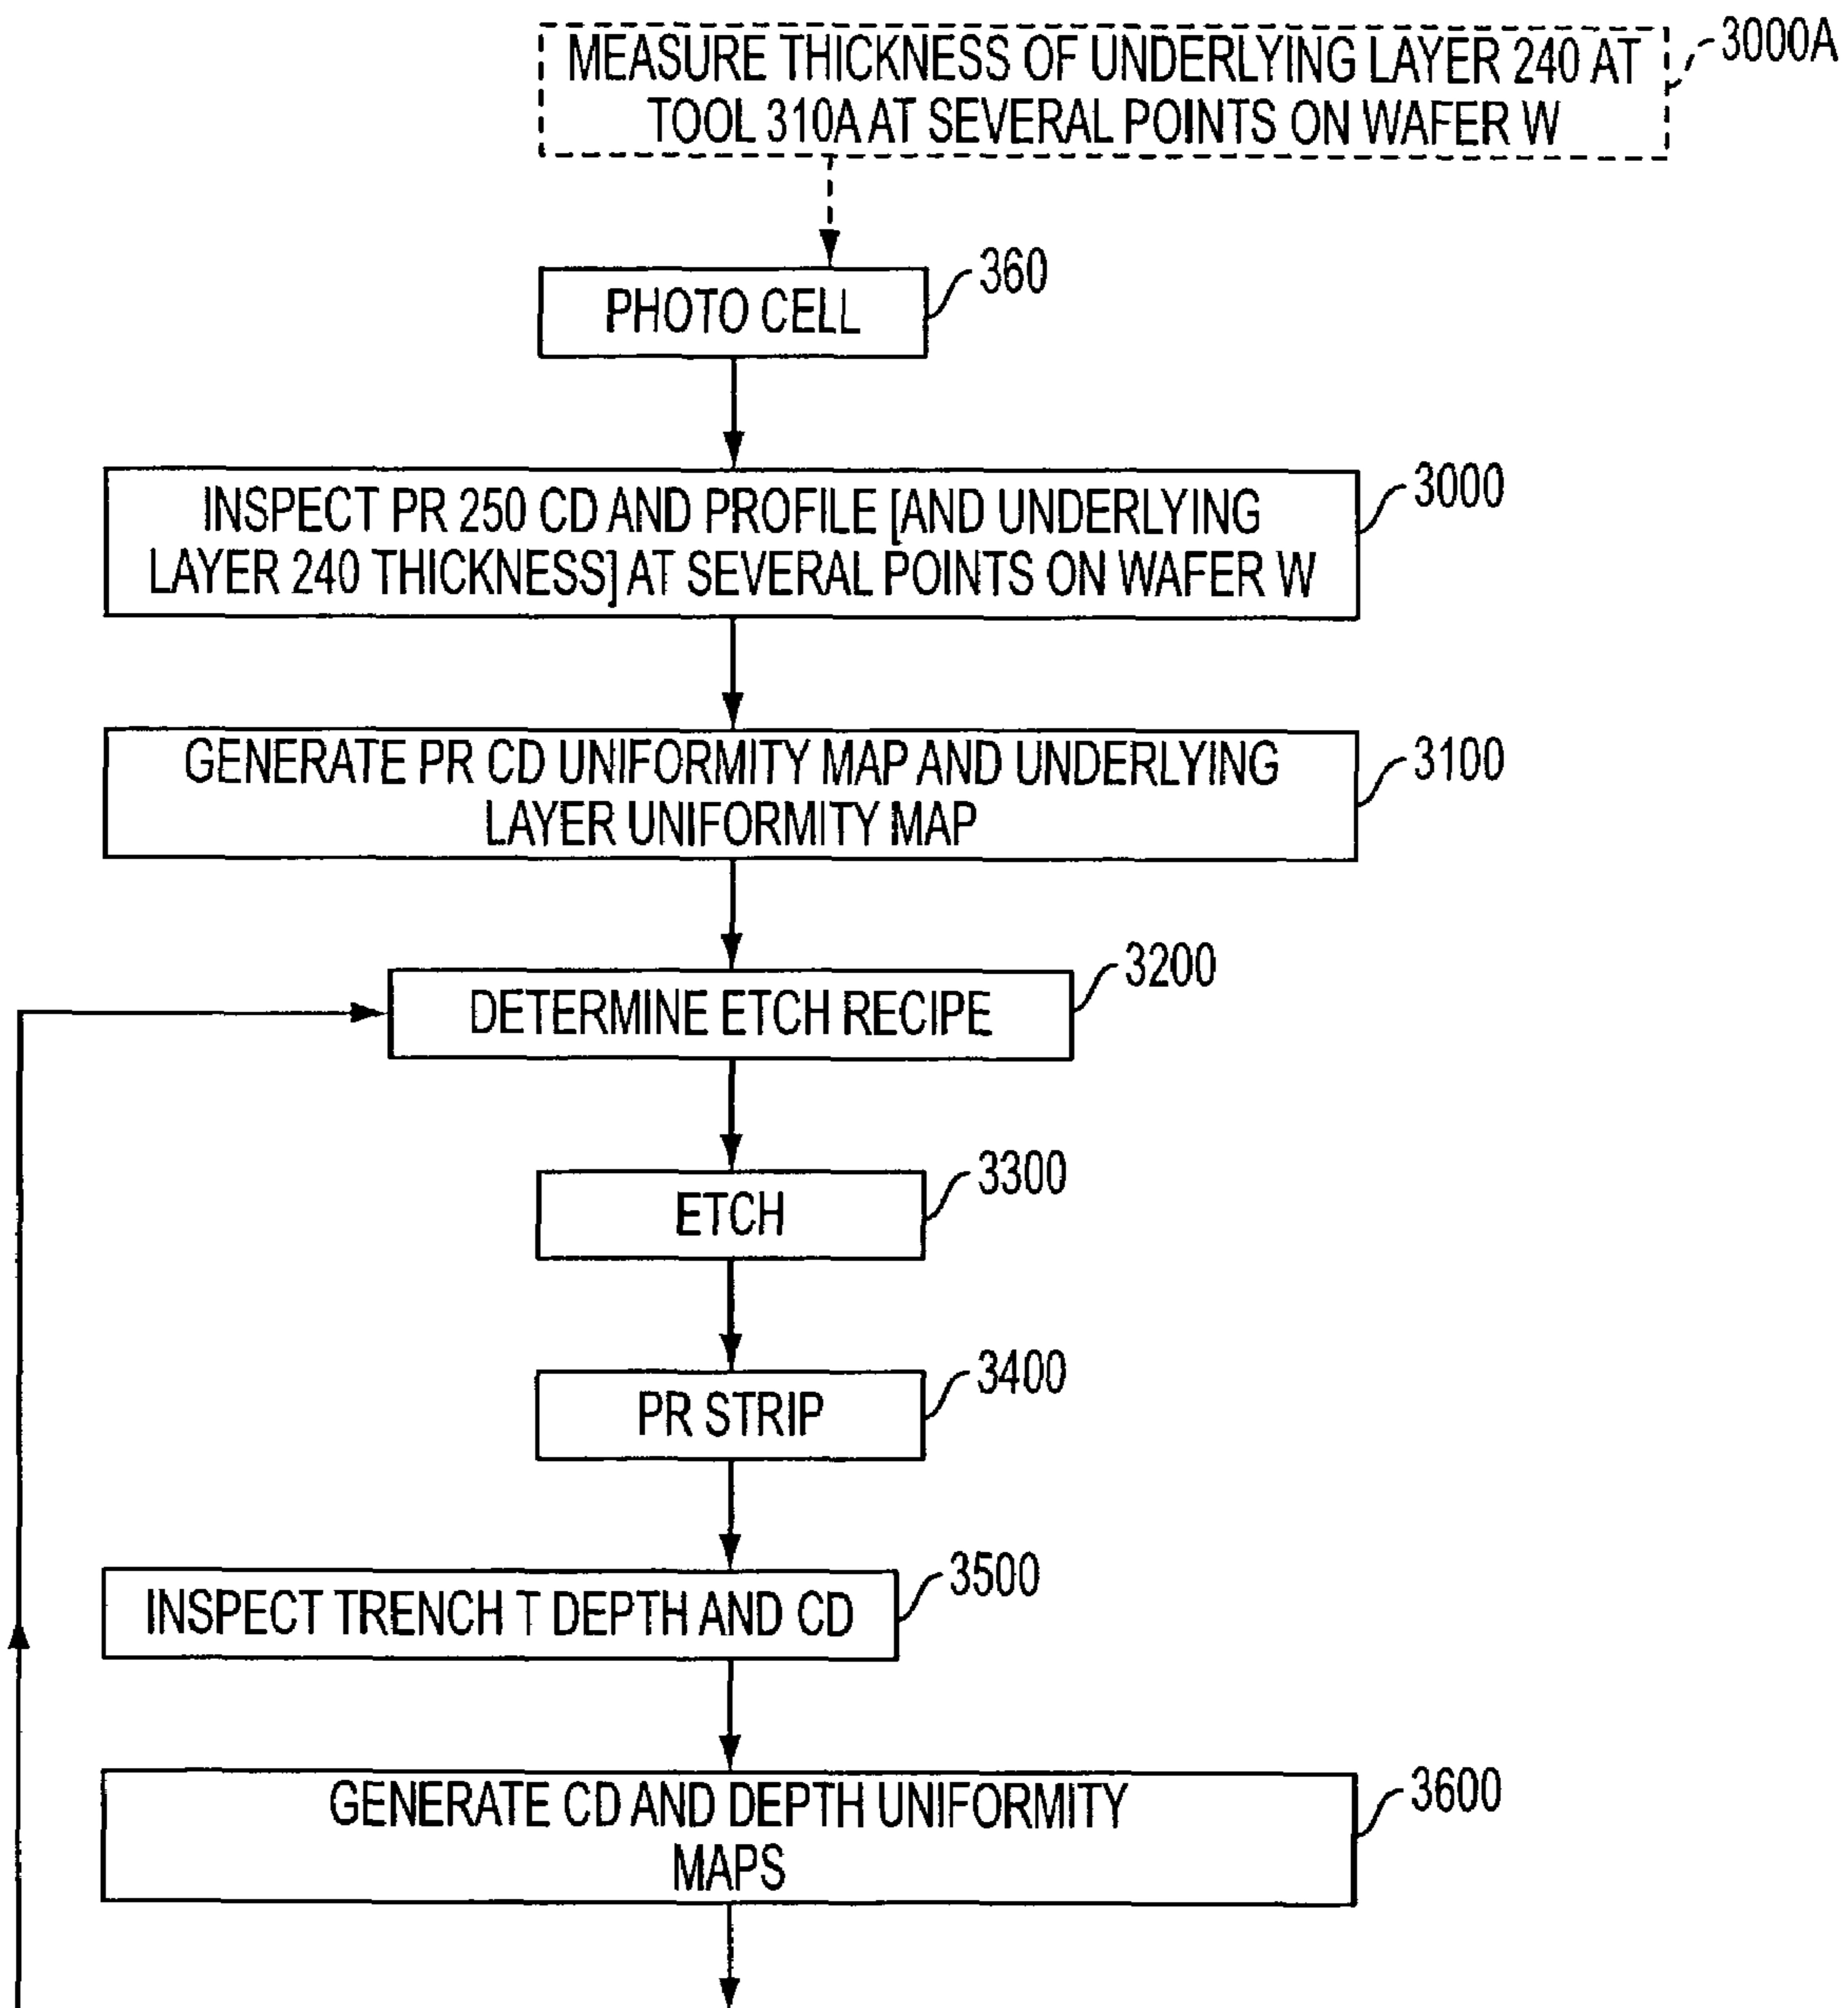 MEASURE THICKNESS OF UNDERLYING LAYER 240 AT
TOOL 310A AT SEVERAL POINTS ON WAFER W
3000A
360
PHOTO CELL
3000
INSPECT PR 250 CD AND PROFILE [AND UNDERLYING
LAYER 240 THICKNESS] AT SEVERAL POINTS ON WAFER W
3100
GENERATE PR CD UNIFORMITY MAP AND UNDERLYING
LAYER UNIFORMITY MAP
3200
DETERMINE ETCH RECIPE
3300
ETCH
3400
PR STRIP
3500
INSPECT TRENCH T DEPTH AND CD
3600
GENERATE CD AND DEPTH UNIFORMITY
MAPS